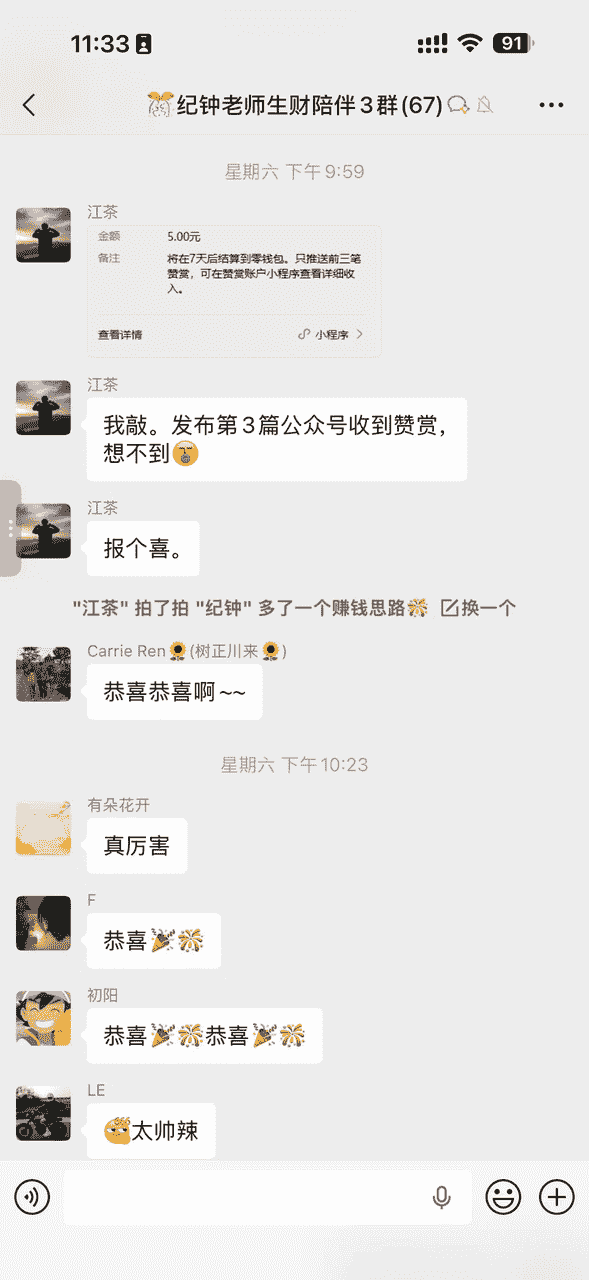 11:33
91
纪钟老师生财陪伴3群(67)
星期六 下午9:59
江茶
金额 5.00元
备注 将在7天后结算到零钱包。只推送前三笔
赞赏，可在赞赏账户小程序查看详细收
入。
查看详情 小程序
江茶
我敲。发布第3篇公众号收到赞赏，
想不到
江茶
报个喜。
"江茶" 拍了拍 "纪钟" 多了一个赚钱思路🎊 换一个
Carrie Ren🌻(树正川来🌻)
恭喜恭喜啊~~
星期六 下午10:23
有朵花开
真厉害
F
恭喜🎉🎊
初阳
恭喜🎉🎊恭喜🎉🎊
LE
太帅辣